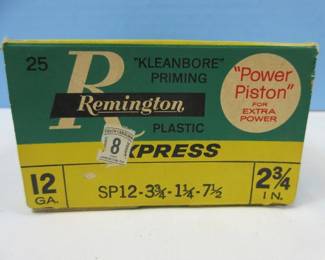 25
"KLEANBORE"
PRIMING
R
Remington
PLASTIC
"Power
Piston"
FOR
EXTRA
POWER
8
XPRESS
12
GA.
SP12-3¾-1¼-7½
2¾
IN.